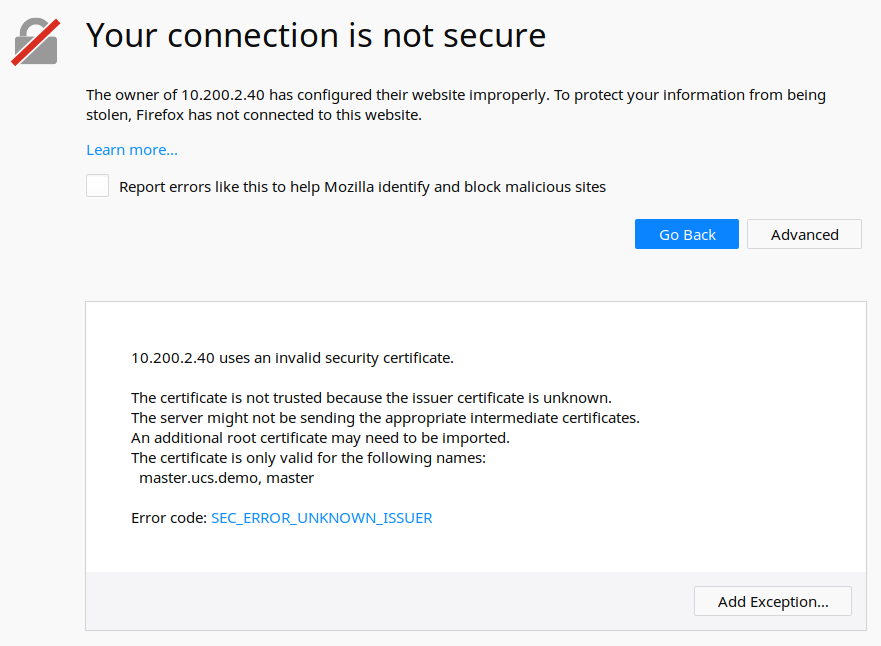 Your connection is not secure
The owner of 10.200.2.40 has configured their website improperly. To protect your information from being
stolen, Firefox has not connected to this website.
Learn more...
Report errors like this to help Mozilla identify and block malicious sites
Go Back
Advanced
10.200.2.40 uses an invalid security certificate.
The certificate is not trusted because the issuer certificate is unknown.
The server might not be sending the appropriate intermediate certificates.
An additional root certificate may need to be imported.
The certificate is only valid for the following names:
master.ucs.demo, master
Error code: SEC_ERROR_UNKNOWN_ISSUER
Add Exception...